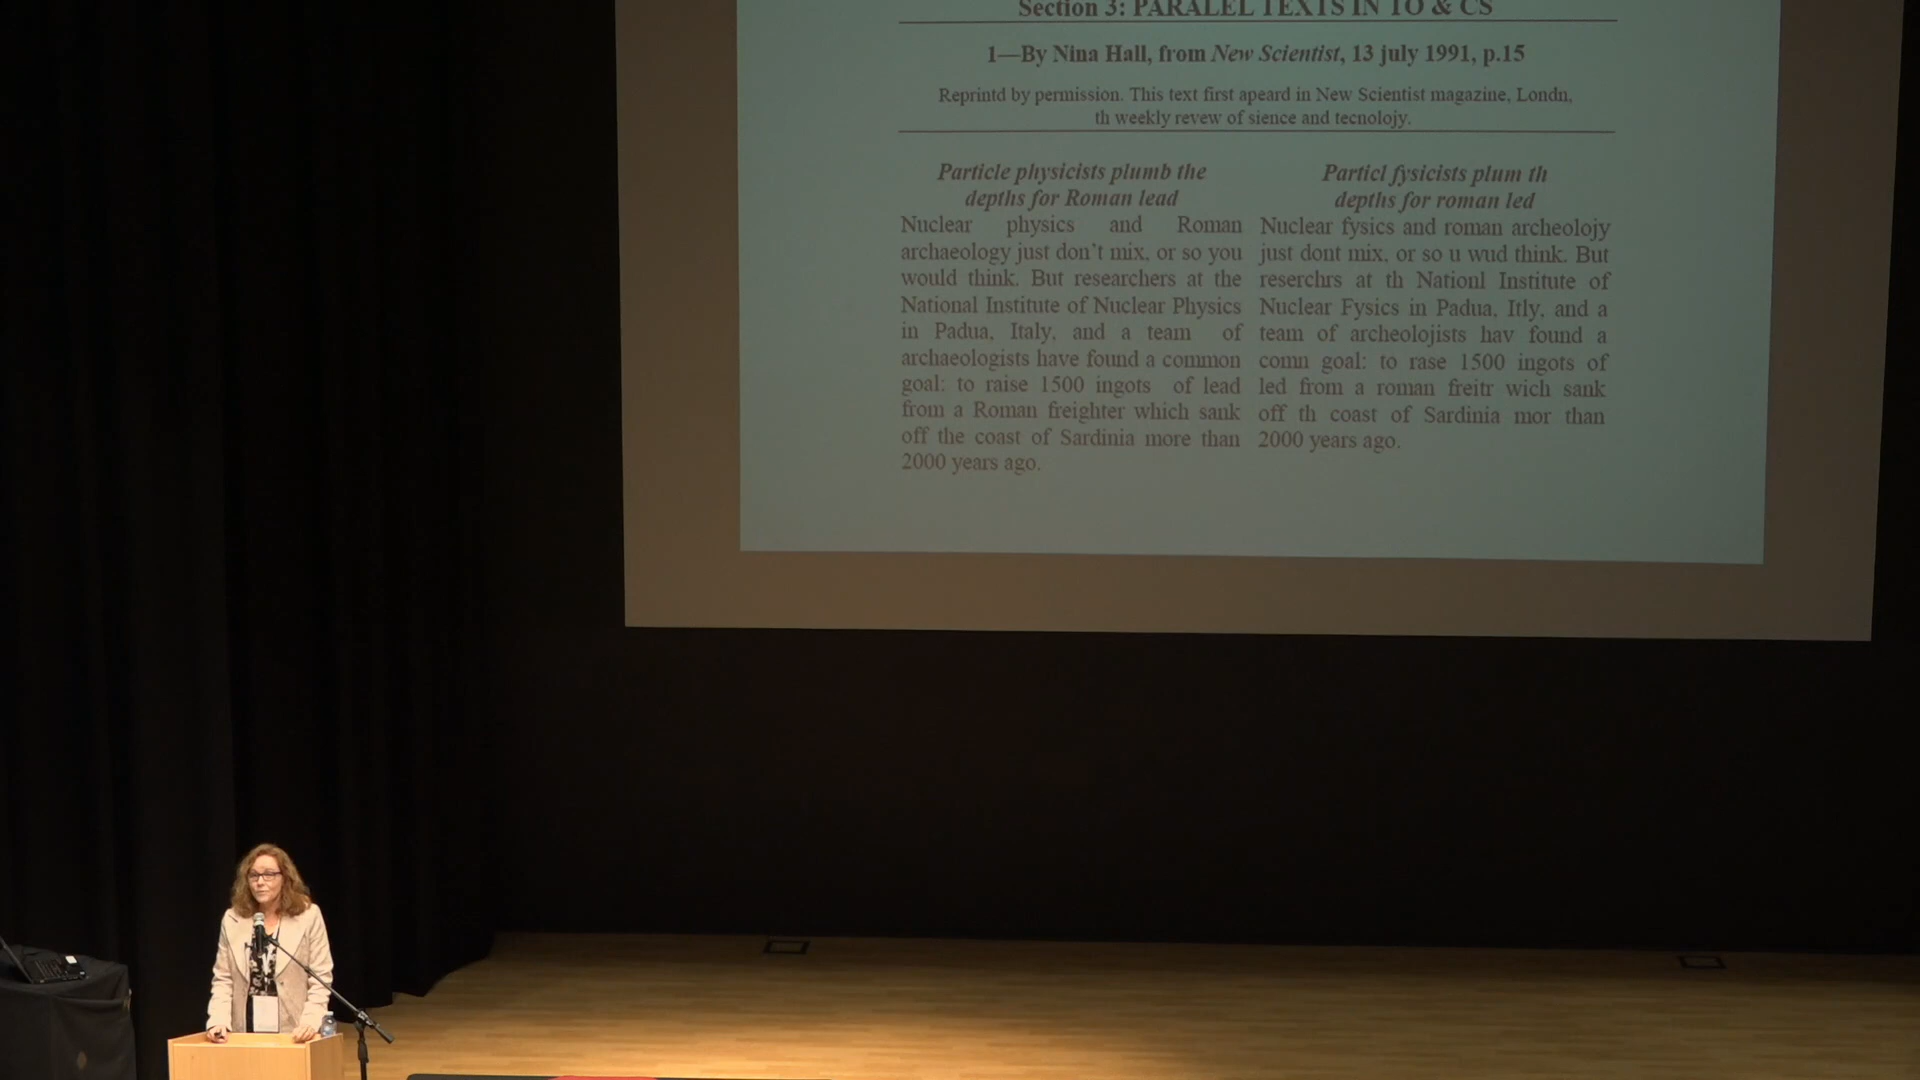 Section 3: PARALEL TEXTS IN TO & CS
1—By Nina Hall, from New Scientist, 13 july 1991, p.15
Reprintd by permission. This text first apeard in New Scientist magazine, Londn,
th weekly revew of sience and tecnolojy.
Particle physicists plumb the
depths for Roman lead
Nuclear physics and Roman
archaeology just don't mix, or so you
would think. But researchers at the
National Institute of Nuclear Physics
in Padua, Italy, and a team of
archaeologists have found a common
goal: to raise 1500 ingots of lead
from a Roman freighter which sank
off the coast of Sardinia more than
2000 years ago.
Particl fysicists plum th
depths for roman led
Nuclear fysics and roman archeolojy
just dont mix, or so u wud think. But
reserchrs at th Nationl Institute of
Nuclear Fysics in Padua, Itly, and a
team of archeolojists hav found a
comn goal: to rase 1500 ingots of
led from a roman freitr wich sank
off th coast of Sardinia mor than
2000 years ago.